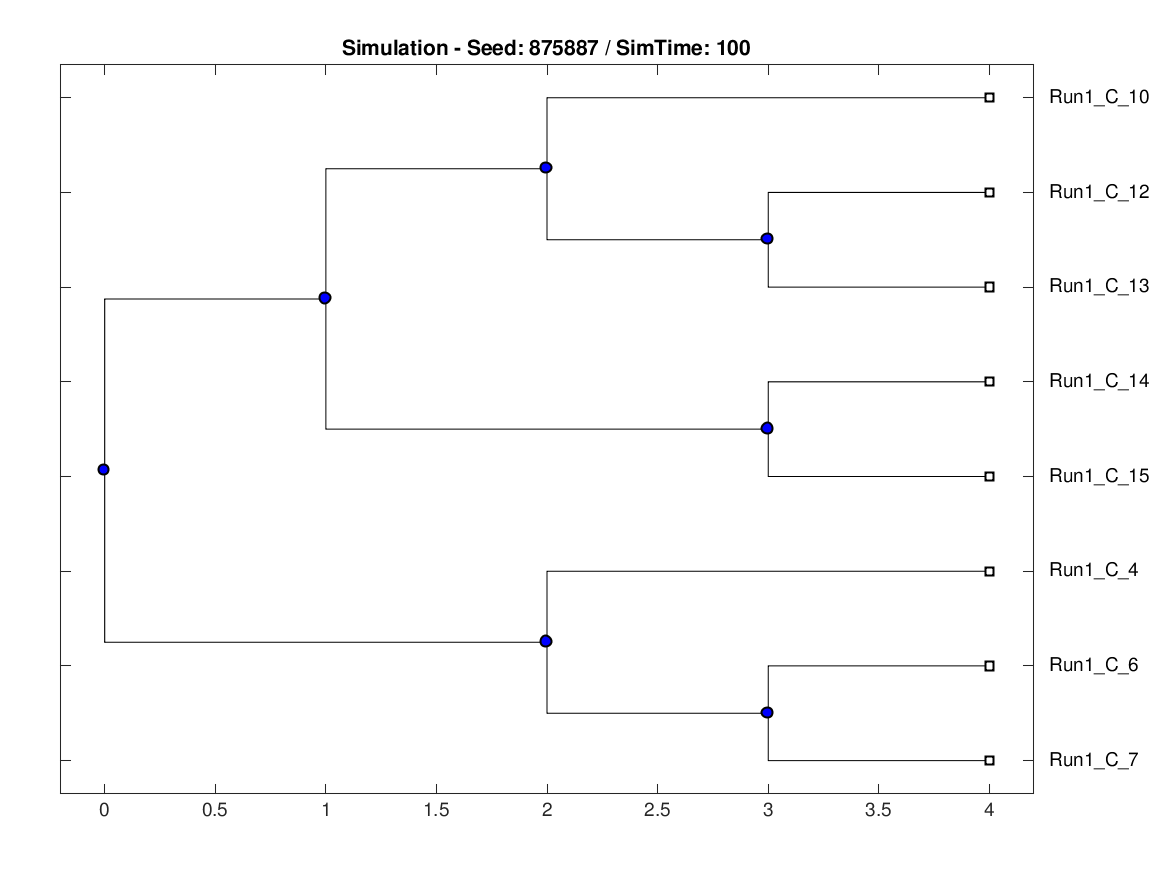 Simulation - Seed: 875887 / SimTime: 100
Run1_C_10
Run1_C_12
Run1_C_13
Run1_C_14
Run1_C_15
Run1_C_4
Run1_C_6
Run1_C_7
0 0.5 1 1.5 2 2.5 3 3.5 4